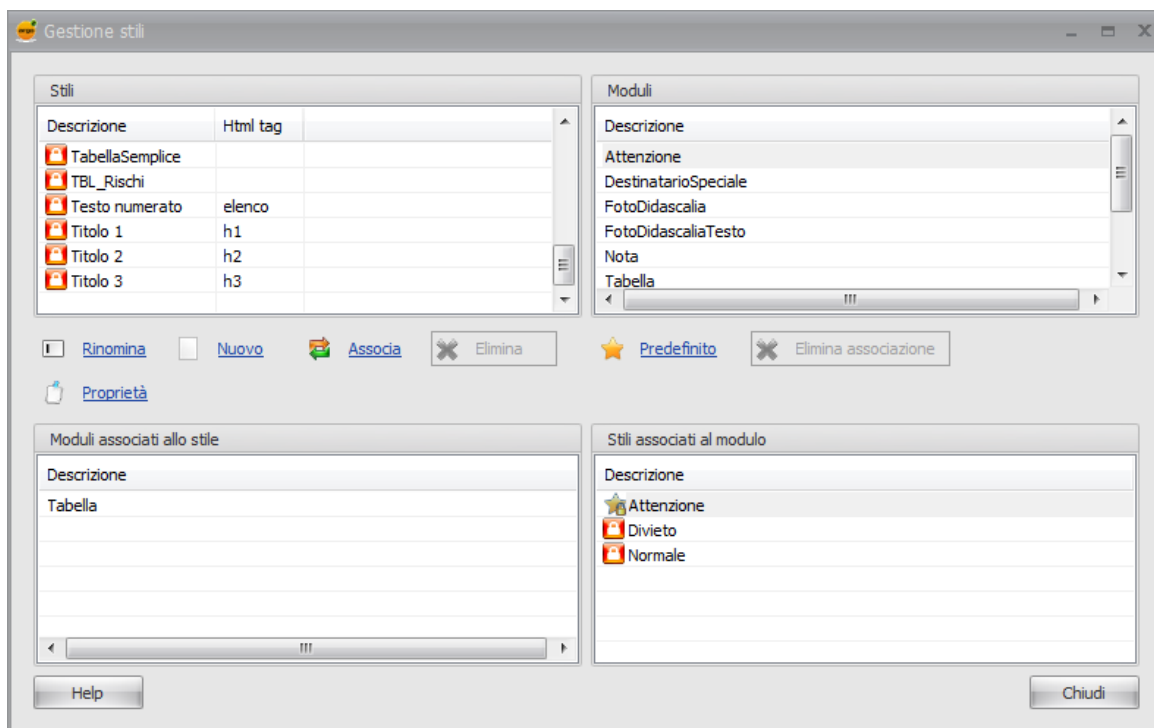 Gestione stili
Stili
Descrizione Html tag
TabellaSemplice
TBL_Rischi
Testo numerato elenco
Titolo 1 h1
Titolo 2 h2
Titolo 3 h3
Moduli
Descrizione
Attenzione
DestinatarioSpeciale
FotoDidascalia
FotoDidascaliaTesto
Nota
Tabella
Rinomina Nuovo Associa Elimina
Predefinito Elimina associazione
Proprietà
Moduli associati allo stile
Descrizione
Tabella
Stili associati al modulo
Descrizione
Attenzione
Divieto
Normale
Help
Chiudi